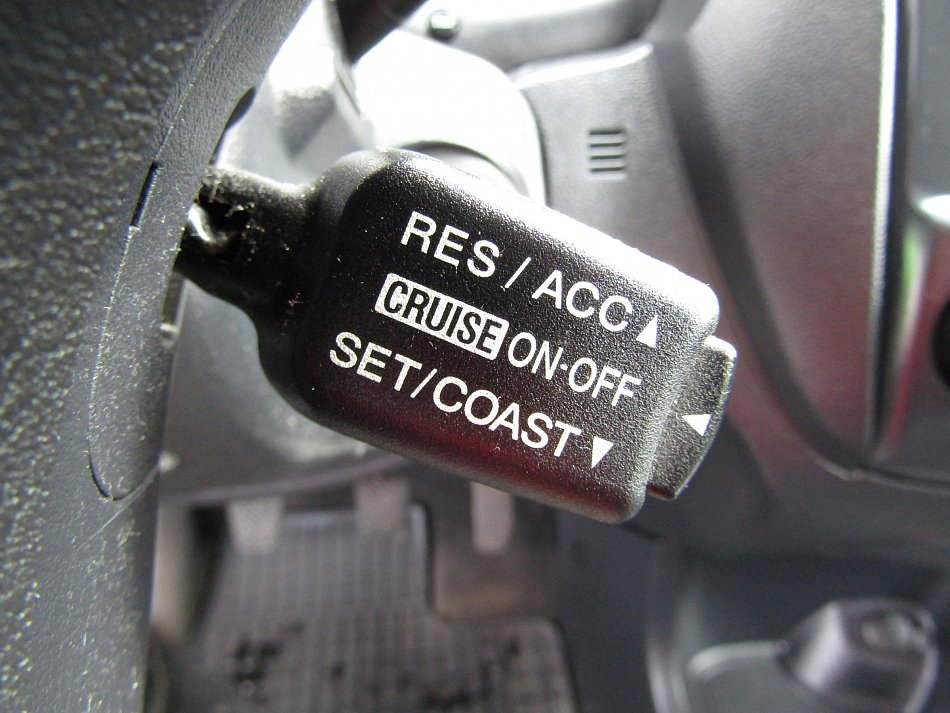 RES / ACC ▲
CRUISE ON·OFF
SET/COAST ▼